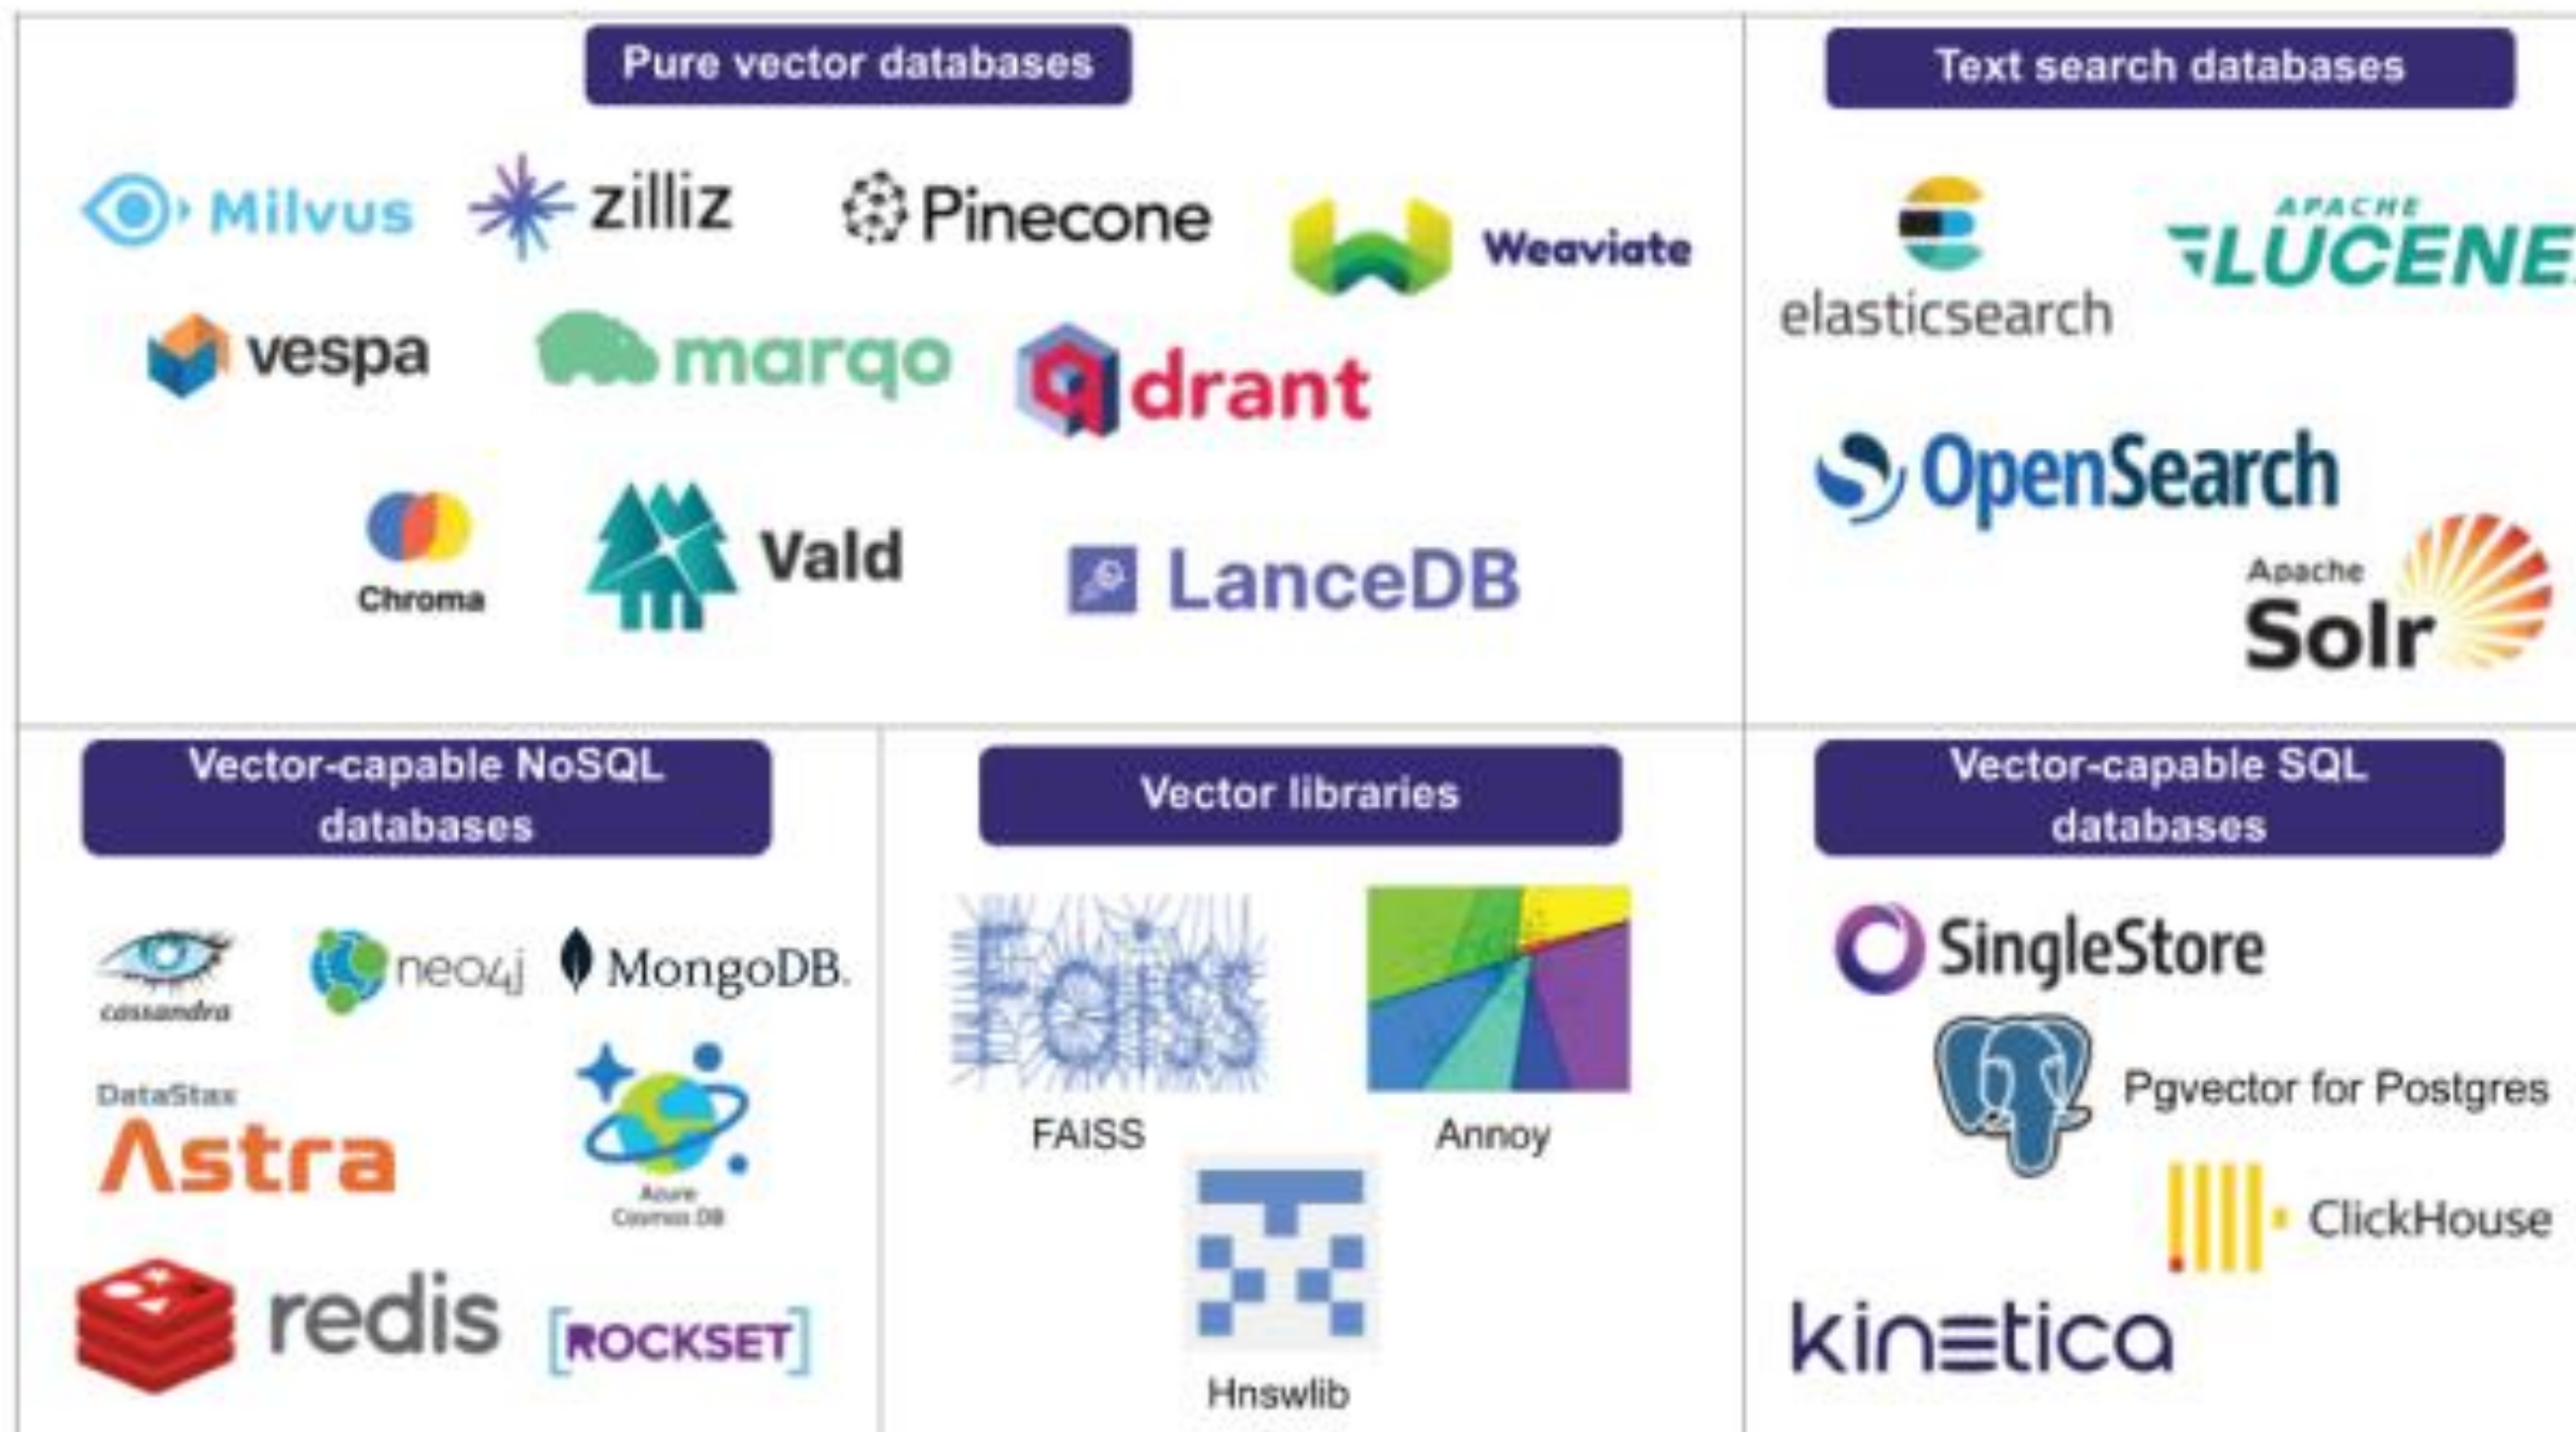 Pure vector databases
Milvus
zilliz
Pinecone
Weaviate
vespa
marqo
qdrant
Chroma
Vald
LanceDB
Text search databases
elasticsearch
APACHE
LUCENE
OpenSearch
Apache
Solr
Vector-capable NoSQL
databases
cassandra
neo4j
MongoDB.
DataStax
Astra
Azure
Cosmos DB
redis
[ROCKSET]
Vector libraries
Faiss
FAISS
Annoy
Hnswlib
Vector-capable SQL
databases
SingleStore
Pgvector for Postgres
ClickHouse
kinetica